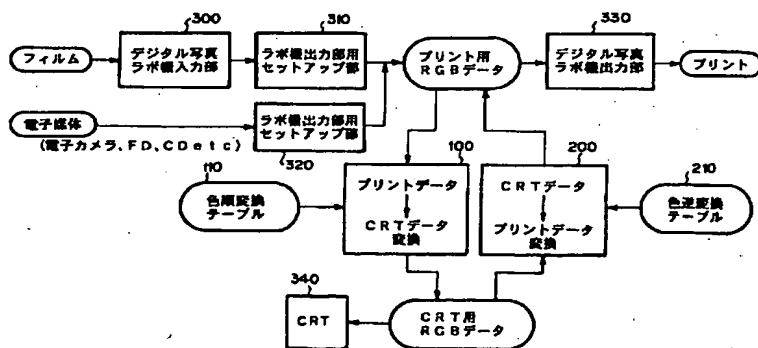 300
310
330
フィルム
デジタル写真
ラボ機入力部
ラボ機出力部用
セットアップ部
プリント用
RGBデータ
デジタル写真
ラボ機出力部
プリント
電子媒体
(電子カメラ、FD、CDetc)
ラボ機出力部用
セットアップ部
320
100
200
110
210
色順変換
テーブル
プリントデータ
CRTデータ
変換
CRTデータ
プリントデータ
変換
色逆変換
テーブル
340
CRT
CRT用
RGBデータ